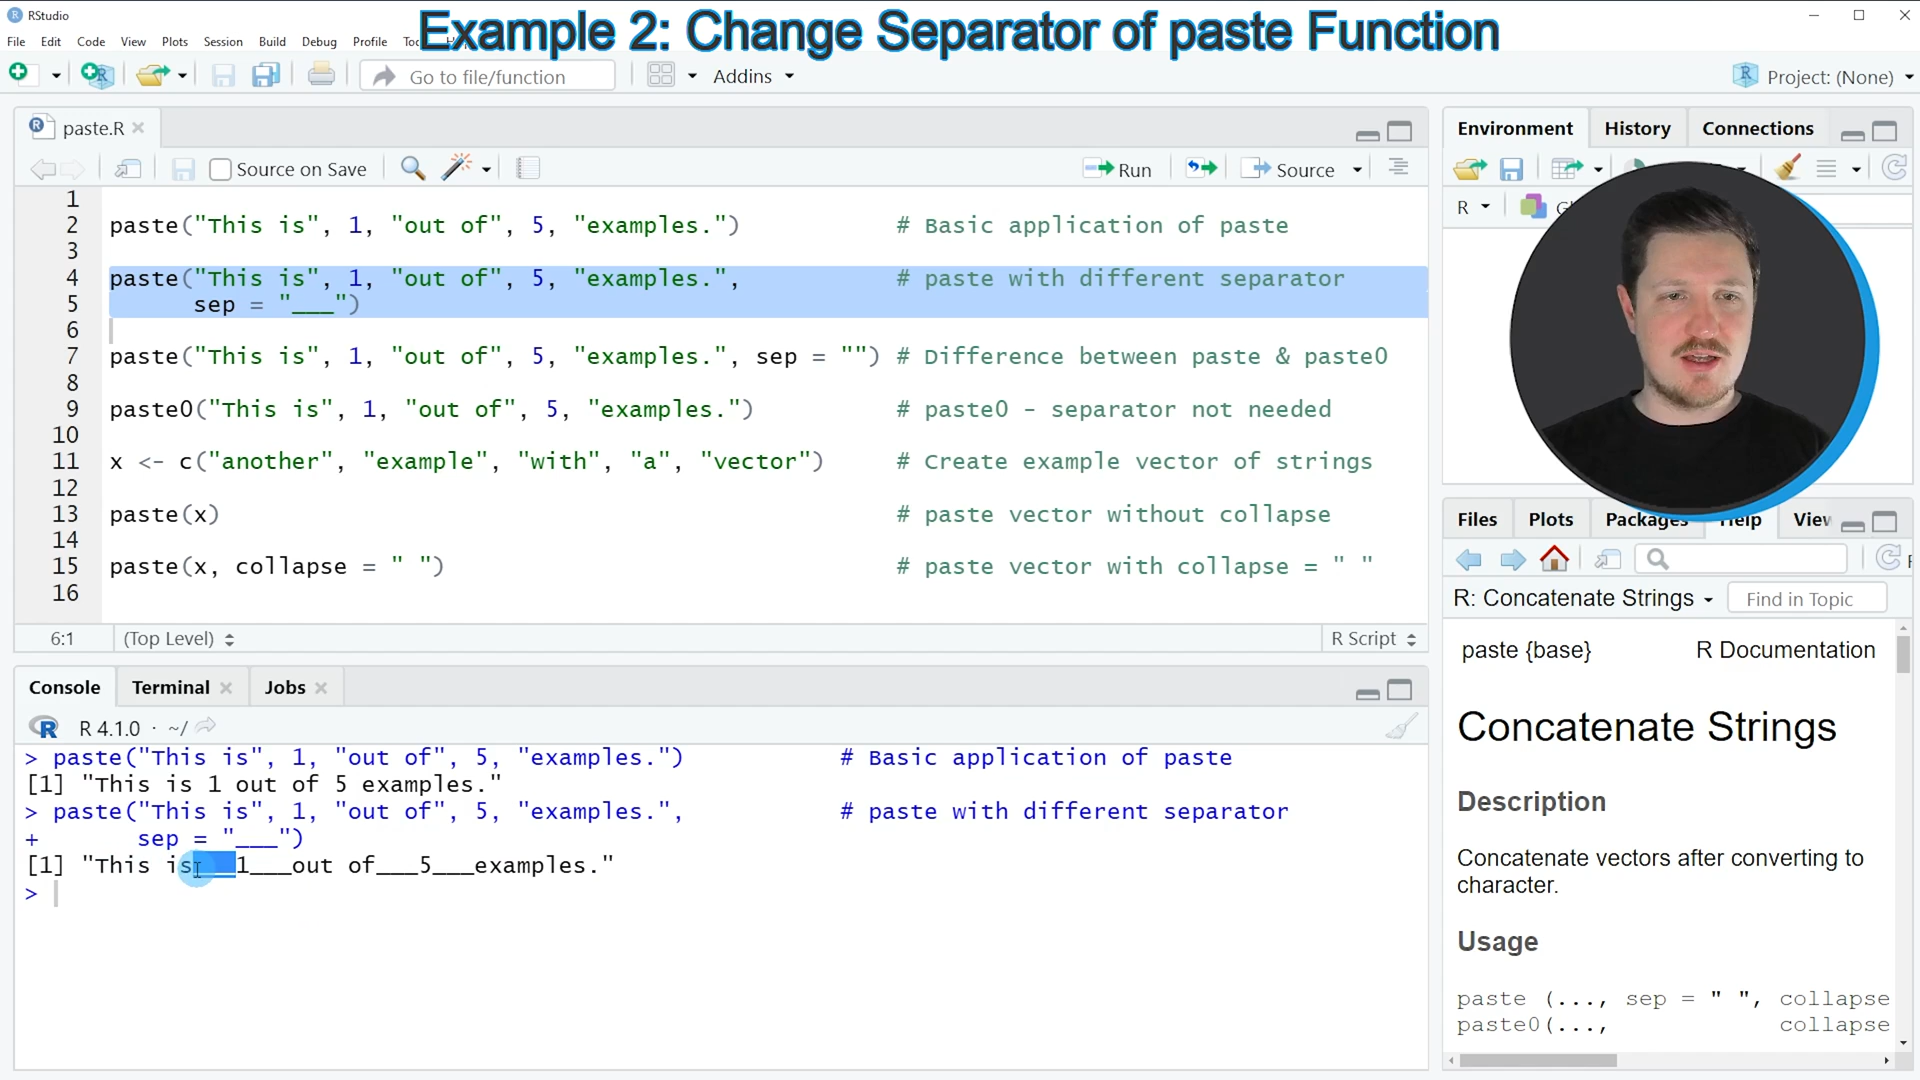 RStudio
Example 2: Change Separator of paste Function
File Edit Code View Plots Session Build Debug Profile
Go to file/function
Addins
Project: (None)
paste.R
Source on Save
Run
Source
1
2 paste("This is", 1, "out of", 5, "examples.") # Basic application of paste
3
4 paste("This is", 1, "out of", 5, "examples.", # paste with different separator
5 sep = "___")
6
7 paste("This is", 1, "out of", 5, "examples.", sep = "") # Difference between paste & paste0
8
9 paste0("This is", 1, "out of", 5, "examples.") # paste0 - separator not needed
10
11 x <- c("another", "example", "with", "a", "vector") # Create example vector of strings
12
13 paste(x) # paste vector without collapse
14
15 paste(x, collapse = " ") # paste vector with collapse = " "
16
6:1 (Top Level) R Script
Console Terminal Jobs
R 4.1.0 · ~/
> paste("This is", 1, "out of", 5, "examples.") # Basic application of paste
[1] "This is 1 out of 5 examples."
> paste("This is", 1, "out of", 5, "examples.", # paste with different separator
+ sep = "___")
[1] "This is___1___out of___5___examples."
>
Environment History Connections
R
Files Plots Packages Help
R: Concatenate Strings
Find in Topic
paste {base} R Documentation
Concatenate Strings
Description
Concatenate vectors after converting to
character.
Usage
paste (..., sep = " ", collapse
paste0(..., collapse